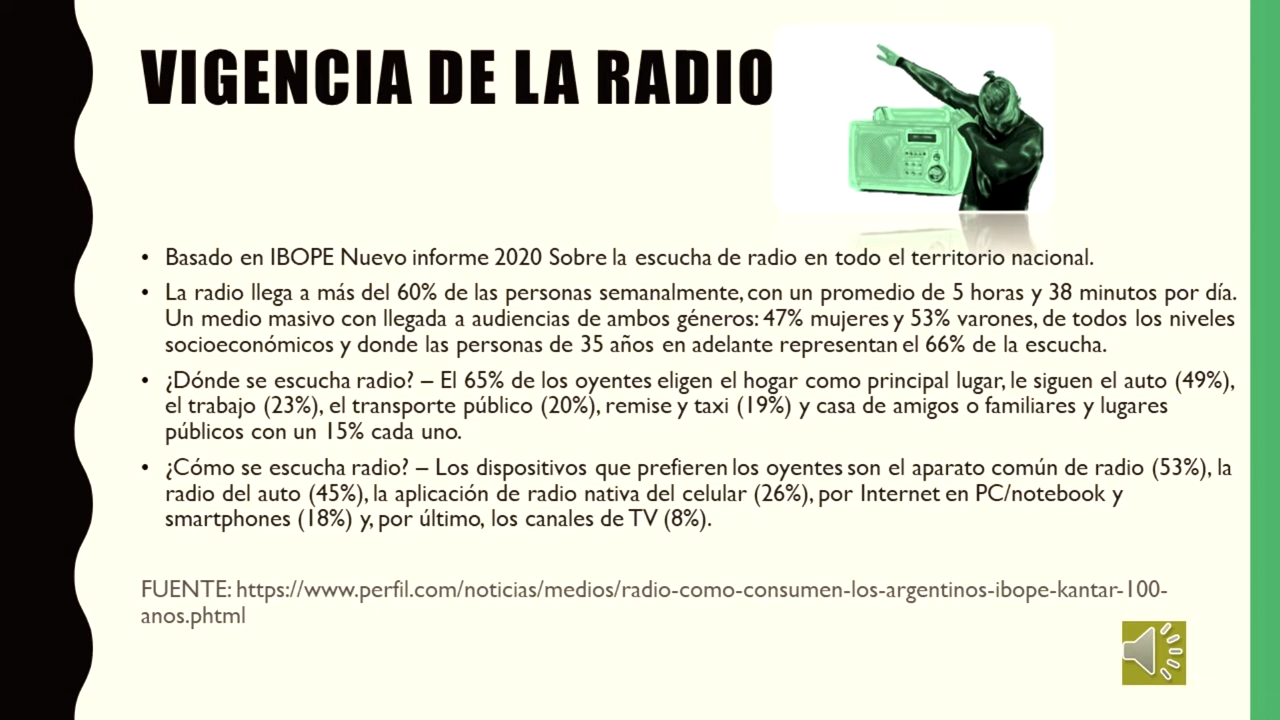 VIGENCIA DE LA RADIO
• Basado en IBOPE Nuevo informe 2020 Sobre la escucha de radio en todo el territorio nacional.
• La radio llega a más del 60% de las personas semanalmente, con un promedio de 5 horas y 38 minutos por día.
Un medio masivo con llegada a audiencias de ambos géneros: 47% mujeres y 53% varones, de todos los niveles
socioeconómicos y donde las personas de 35 años en adelante representan el 66% de la escucha.
• ¿Dónde se escucha radio? – El 65% de los oyentes eligen el hogar como principal lugar, le siguen el auto (49%),
el trabajo (23%), el transporte público (20%), remise y taxi (19%) y casa de amigos o familiares y lugares
públicos con un 15% cada uno.
• ¿Cómo se escucha radio? – Los dispositivos que prefieren los oyentes son el aparato común de radio (53%), la
radio del auto (45%), la aplicación de radio nativa del celular (26%), por Internet en PC/notebook y
smartphones (18%) y, por último, los canales de TV (8%).
FUENTE: https://www.perfil.com/noticias/medios/radio-como-consumen-los-argentinos-ibope-kantar-100-
anos.phtml